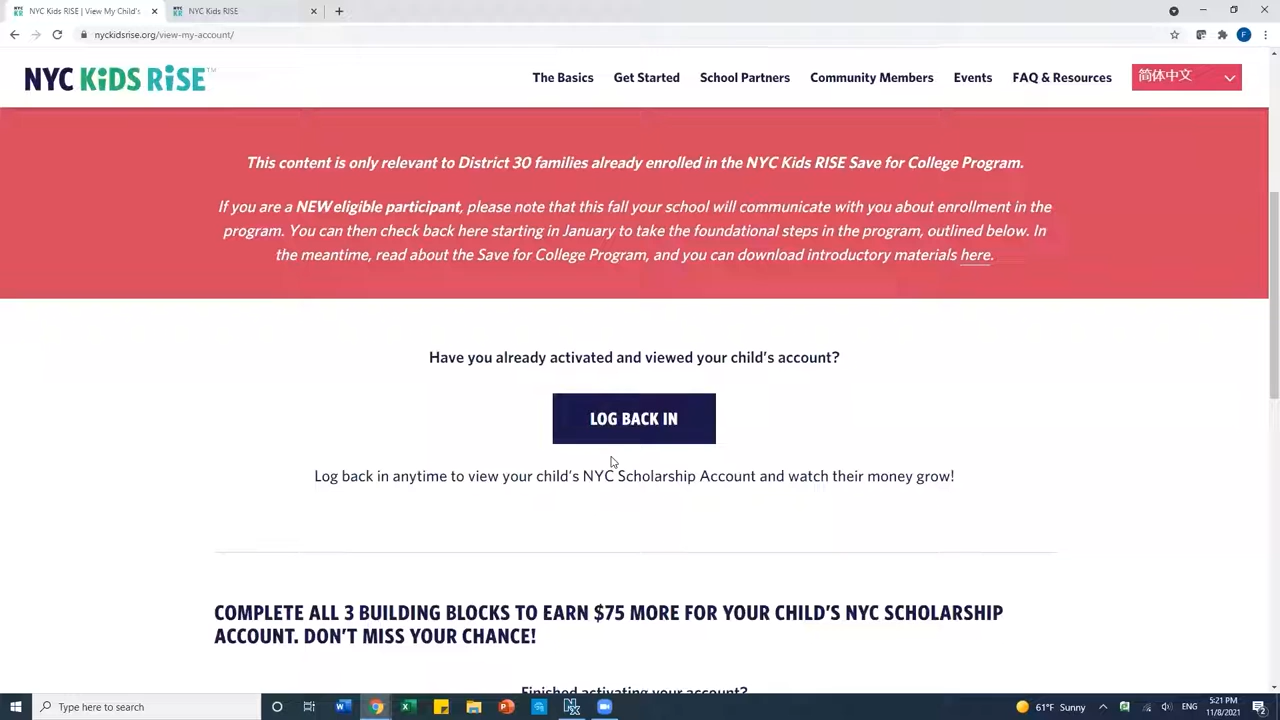 NYC Kids RISE | View My Child's
NYC Kids RISE
nyckidsrise.org/view-my-account/
F
NYC KiDS RiSE™
The Basics
Get Started
School Partners
Community Members
Events
FAQ & Resources
简体中文
This content is only relevant to District 30 families already enrolled in the NYC Kids RISE Save for College Program.
If you are a NEW eligible participant, please note that this fall your school will communicate with you about enrollment in the
program. You can then check back here starting in January to take the foundational steps in the program, outlined below. In
the meantime, read about the Save for College Program, and you can download introductory materials here.
Have you already activated and viewed your child's account?
LOG BACK IN
Log back in anytime to view your child's NYC Scholarship Account and watch their money grow!
COMPLETE ALL 3 BUILDING BLOCKS TO EARN $75 MORE FOR YOUR CHILD'S NYC SCHOLARSHIP
ACCOUNT. DON'T MISS YOUR CHANCE!
Finished activating your account?
Type here to search
61°F Sunny
ENG
5:21 PM
11/8/2021
2